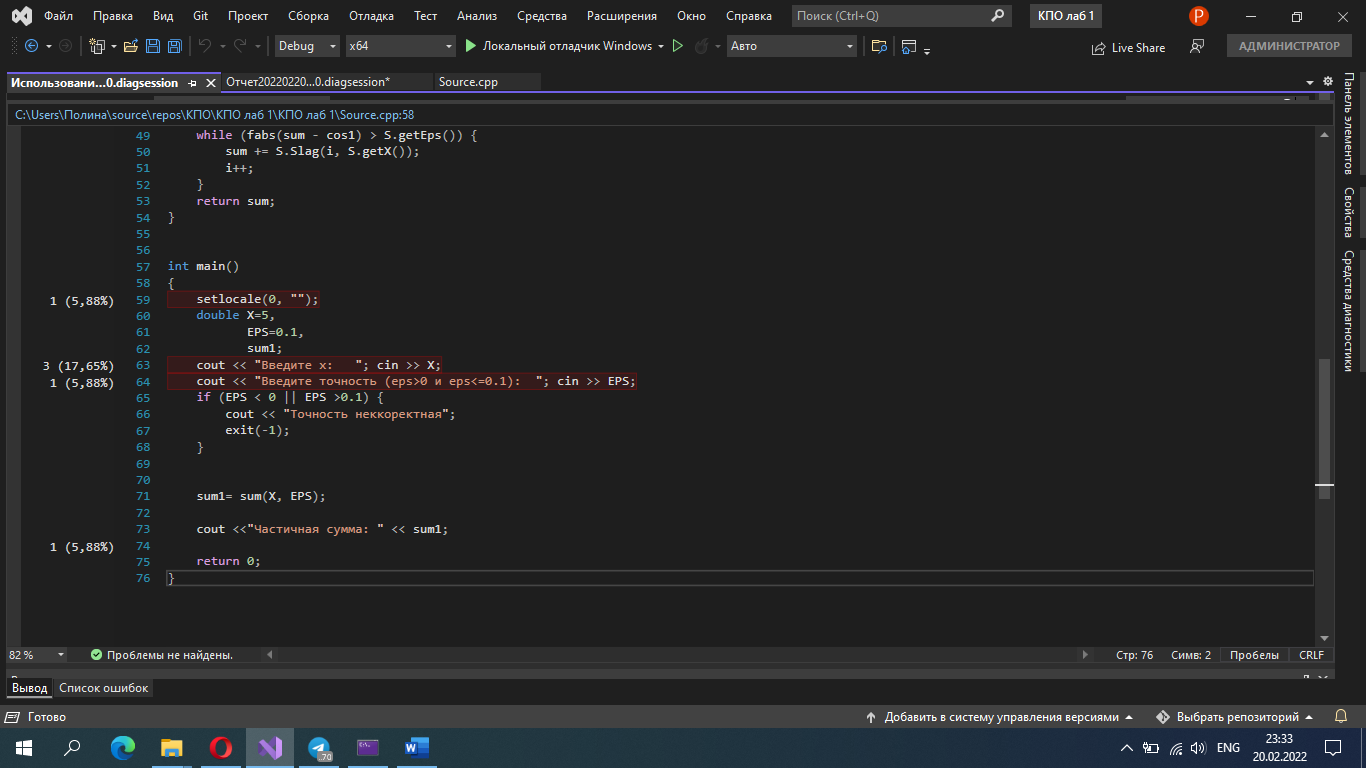 Файл Правка Вид Git Проект Сборка Отладка Тест Анализ Средства Расширения Окно Справка Поиск (Ctrl+Q) КПО лаб 1 P
Debug x64 Локальный отладчик Windows Авто Live Share АДМИНИСТРАТОР
Использовани...0.diagsession Отчет20220220...0.diagsession* Source.cpp
C:\Users\Полина\source\repos\КПО\КПО лаб 1\КПО лаб 1\Source.cpp:58
49 while (fabs(sum - cos1) > S.getEps()) {
50 sum += S.Slag(i, S.getX());
51 i++;
52 }
53 return sum;
54 }
55
56
57 int main()
58 {
1 (5,88%) 59 setlocale(0, "");
60 double X=5,
61 EPS=0.1,
62 sum1;
3 (17,65%) 63 cout << "Введите x:   "; cin >> X;
1 (5,88%) 64 cout << "Введите точность (eps>0 и eps<=0.1):  "; cin >> EPS;
65 if (EPS < 0 || EPS >0.1) {
66 cout << "Точность неккоректная";
67 exit(-1);
68 }
69
70
71 sum1= sum(X, EPS);
72
73 cout <<"Частичная сумма: " << sum1;
1 (5,88%) 74
75 return 0;
76 }
82 % Проблемы не найдены. Стр: 76 Симв: 2 Пробелы CRLF
Вывод Список ошибок
Готово Добавить в систему управления версиями Выбрать репозиторий
Панель элементов
Свойства
Средства диагностики
..70 ENG 23:33
20.02.2022